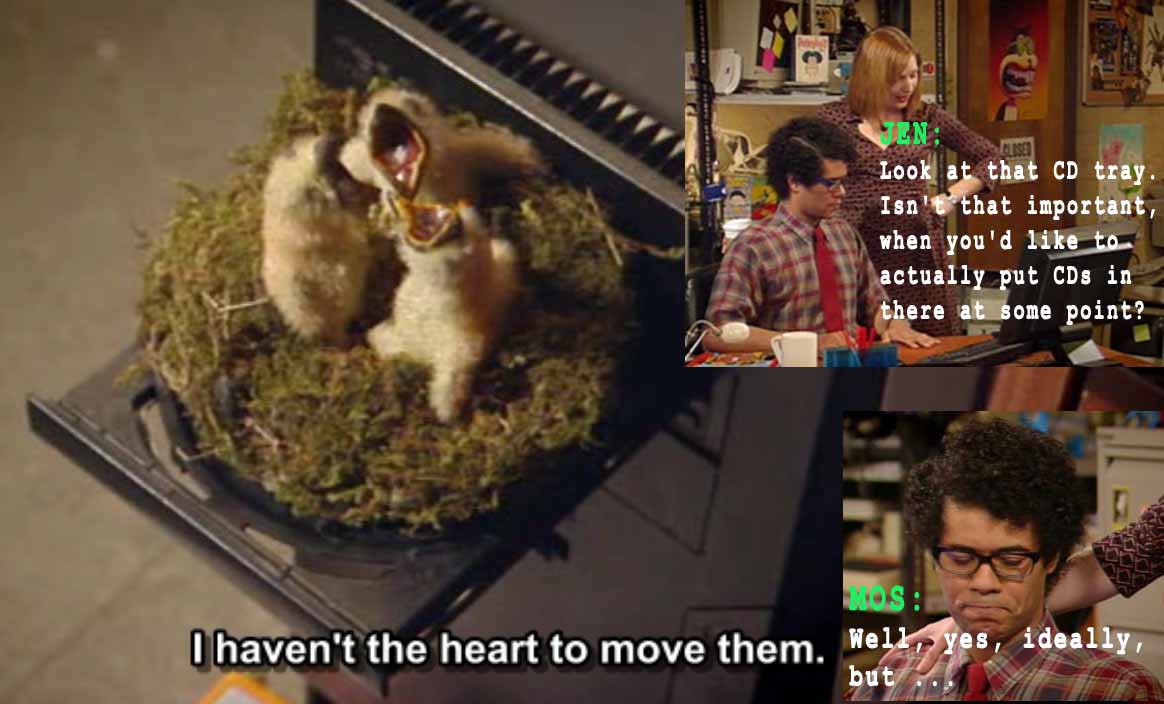 JEN:
Look at that CD tray.
Isn't that important,
when you'd like to
actually put CDs in
there at some point?
CLOSED
MOS:
Well, yes, ideally,
but ...
I haven't the heart to move them.